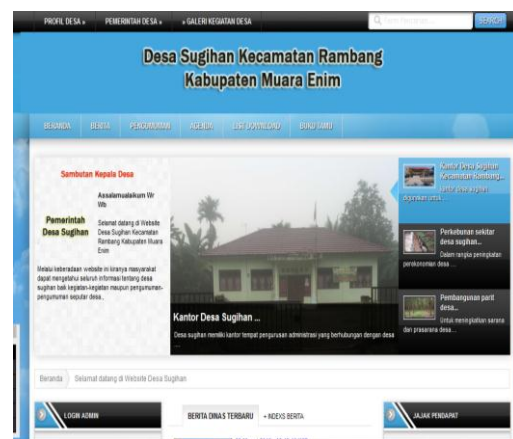 PROFIL DESA »
PEMERINTAH DESA »
» GALERI KEGIATAN DESA
SEARCH
Desa Sugihan Kecamatan Rambang
Kabupaten Muara Enim
BERANDA
BERITA
PENGUMUMAN
AGENDA
LIST DOWNLOAD
BUKU TAMU
Sambutan Kepala Desa
Pemerintah
Desa Sugihan
Assalamualaikum Wr
Wb
Selamat datang di Website
Desa Sugihan Kecamatan
Rambang Kabupaten Muara
Enim
Melalui keberadaan website ini kiranya masyarakat
dapat mengetahui seluruh informasi tentang desa
sugihan baik kegiatan-kegiatan maupun pengumuman-
pengumuman seputar desa..
Kantor Desa Sugihan ...
Desa sugihan memiliki kantor tempat pengurusan administrasi yang berhubungan dengan desa
....
Kantor Desa Sugihan
Kecamatan Rambang...
kantor desa sugihan
digunakan untuk...
Perkebunan sekitar
desa sugihan...
Dalam rangka peningkatan
perekonomian desa ....
Pembangunan parit
desa...
Untuk meningkatkan sarana
dan prasarana desa....
Beranda
Selamat datang di Website Desa Sugihan
LOGIN ADMIN
BERITA DINAS TERBARU
+ INDEKS BERITA
JAJAK PENDAPAT